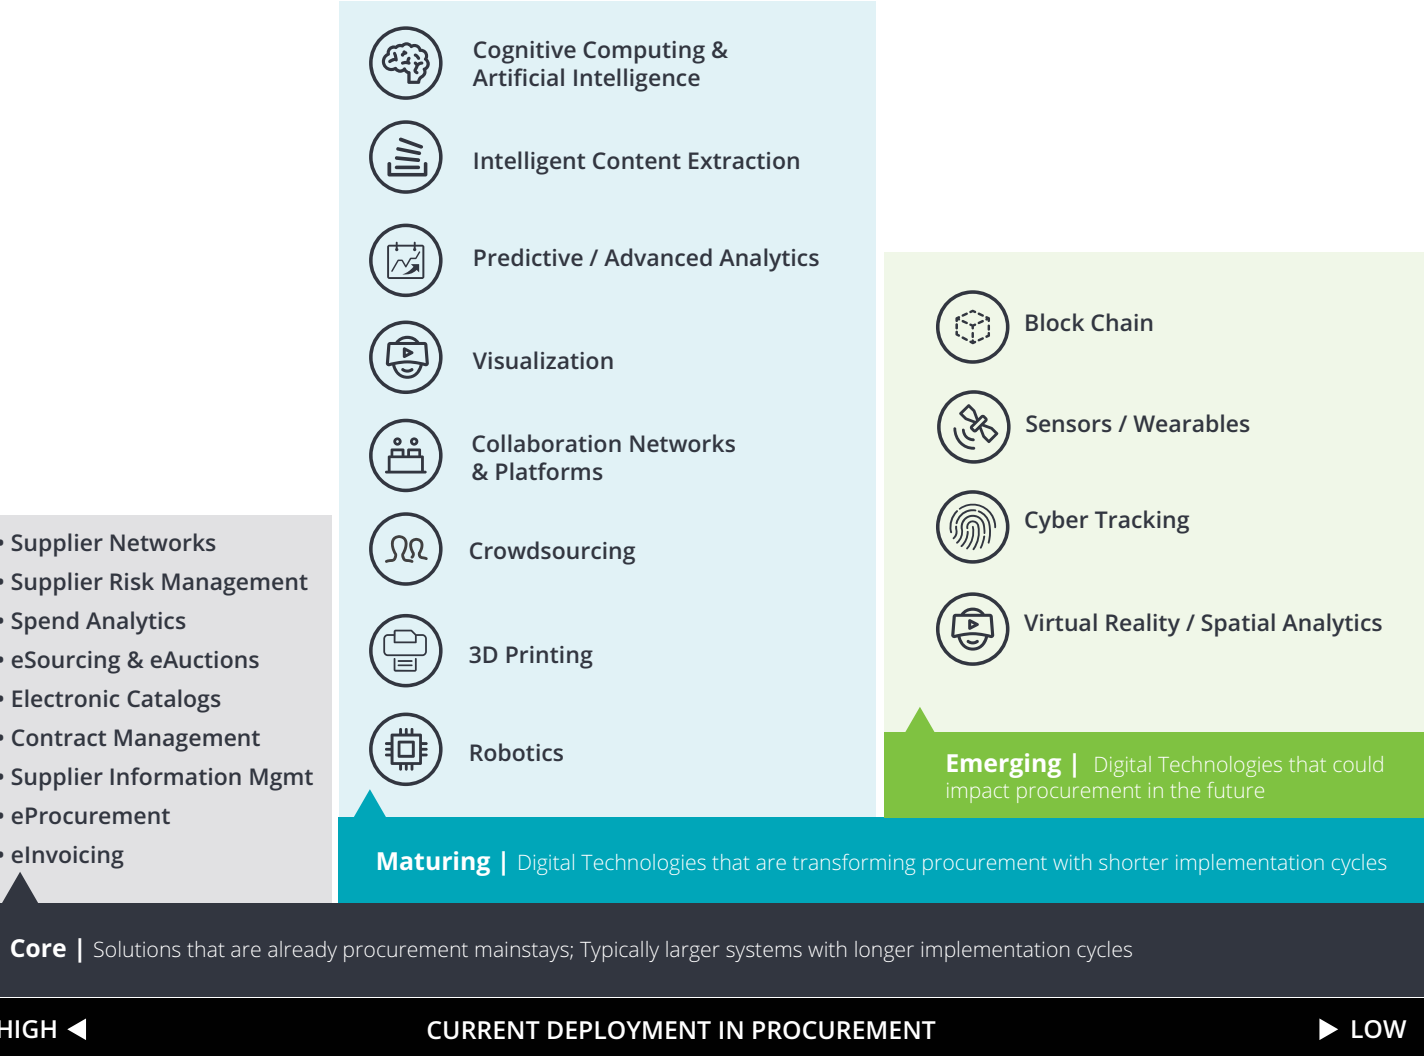 Cognitive Computing &
Artificial Intelligence
Intelligent Content Extraction
Predictive / Advanced Analytics
Visualization
Collaboration Networks
& Platforms
Crowdsourcing
3D Printing
Robotics
Block Chain
Sensors / Wearables
Cyber Tracking
Virtual Reality / Spatial Analytics
• Supplier Networks
• Supplier Risk Management
• Spend Analytics
• eSourcing & eAuctions
• Electronic Catalogs
• Contract Management
• Supplier Information Mgmt
• eProcurement
• eInvoicing
Emerging | Digital Technologies that could
impact procurement in the future
Maturing | Digital Technologies that are transforming procurement with shorter implementation cycles
Core | Solutions that are already procurement mainstays; Typically larger systems with longer implementation cycles
HIGH ◀ CURRENT DEPLOYMENT IN PROCUREMENT ▶ LOW